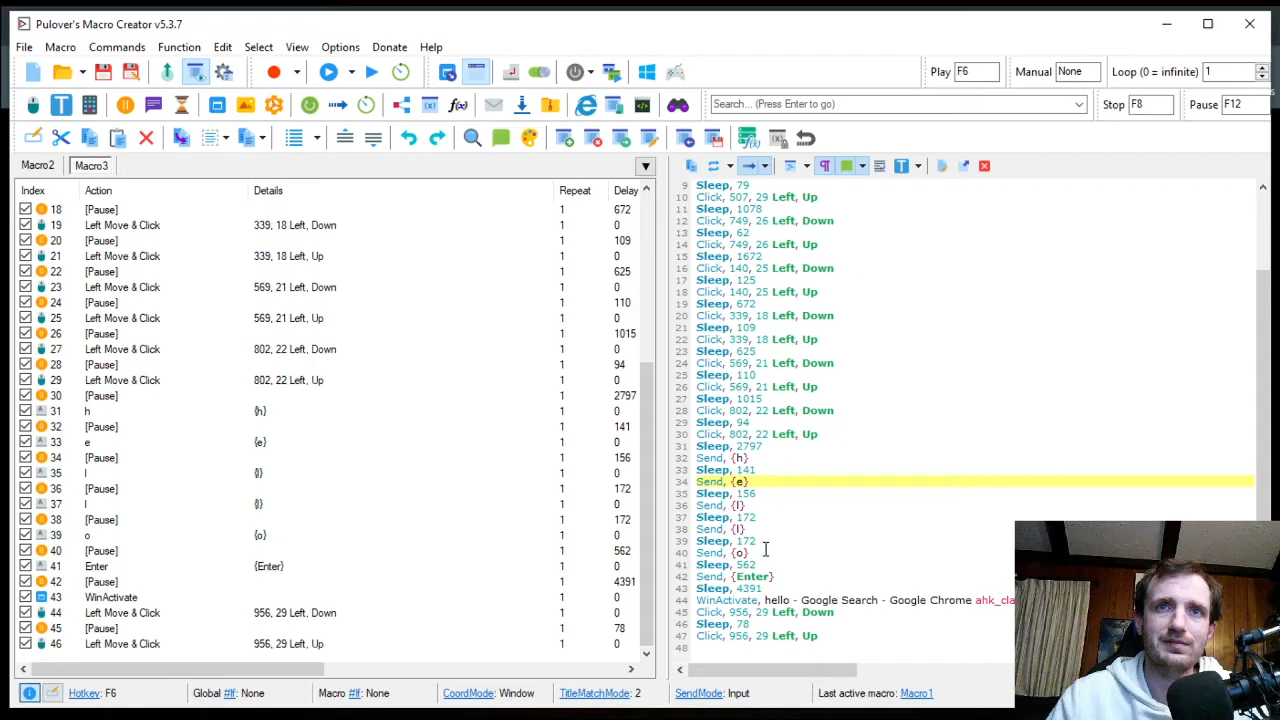 Pulover's Macro Creator v5.3.7
File Macro Commands Function Edit Select View Options Donate Help
Play F6 Manual None Loop (0 = infinite) 1
Search... (Press Enter to go) Stop F8 Pause F12
Macro2 Macro3
Index Action Details Repeat Delay
18 [Pause] 1 672
19 Left Move & Click 339, 18 Left, Down 1 0
20 [Pause] 1 109
21 Left Move & Click 339, 18 Left, Up 1 0
22 [Pause] 1 625
23 Left Move & Click 569, 21 Left, Down 1 0
24 [Pause] 1 110
25 Left Move & Click 569, 21 Left, Up 1 0
26 [Pause] 1 1015
27 Left Move & Click 802, 22 Left, Down 1 0
28 [Pause] 1 94
29 Left Move & Click 802, 22 Left, Up 1 0
30 [Pause] 1 2797
31 h {h} 1 0
32 [Pause] 1 141
33 e {e} 1 0
34 [Pause] 1 156
35 l {l} 1 0
36 [Pause] 1 172
37 l {l} 1 0
38 [Pause] 1 172
39 o {o} 1 0
40 [Pause] 1 562
41 Enter {Enter} 1 0
42 [Pause] 1 4391
43 WinActivate 1 0
44 Left Move & Click 956, 29 Left, Down 1 0
45 [Pause] 1 78
46 Left Move & Click 956, 29 Left, Up 1 0
9 Sleep, 79
10 Click, 507, 29 Left, Up
11 Sleep, 1078
12 Click, 749, 26 Left, Down
13 Sleep, 62
14 Click, 749, 26 Left, Up
15 Sleep, 1672
16 Click, 140, 25 Left, Down
17 Sleep, 125
18 Click, 140, 25 Left, Up
19 Sleep, 672
20 Click, 339, 18 Left, Down
21 Sleep, 109
22 Click, 339, 18 Left, Up
23 Sleep, 625
24 Click, 569, 21 Left, Down
25 Sleep, 110
26 Click, 569, 21 Left, Up
27 Sleep, 1015
28 Click, 802, 22 Left, Down
29 Sleep, 94
30 Click, 802, 22 Left, Up
31 Sleep, 2797
32 Send, {h}
33 Sleep, 141
34 Send, {e}
35 Sleep, 156
36 Send, {l}
37 Sleep, 172
38 Send, {l}
39 Sleep, 172
40 Send, {o}
41 Sleep, 562
42 Send, {Enter}
43 Sleep, 4391
44 WinActivate, hello - Google Search - Google Chrome ahk_cla
45 Click, 956, 29 Left, Down
46 Sleep, 78
47 Click, 956, 29 Left, Up
48
Hotkey: F6 Global #If: None Macro #If: None CoordMode: Window TitleMatchMode: 2 SendMode: Input Last active macro: Macro1